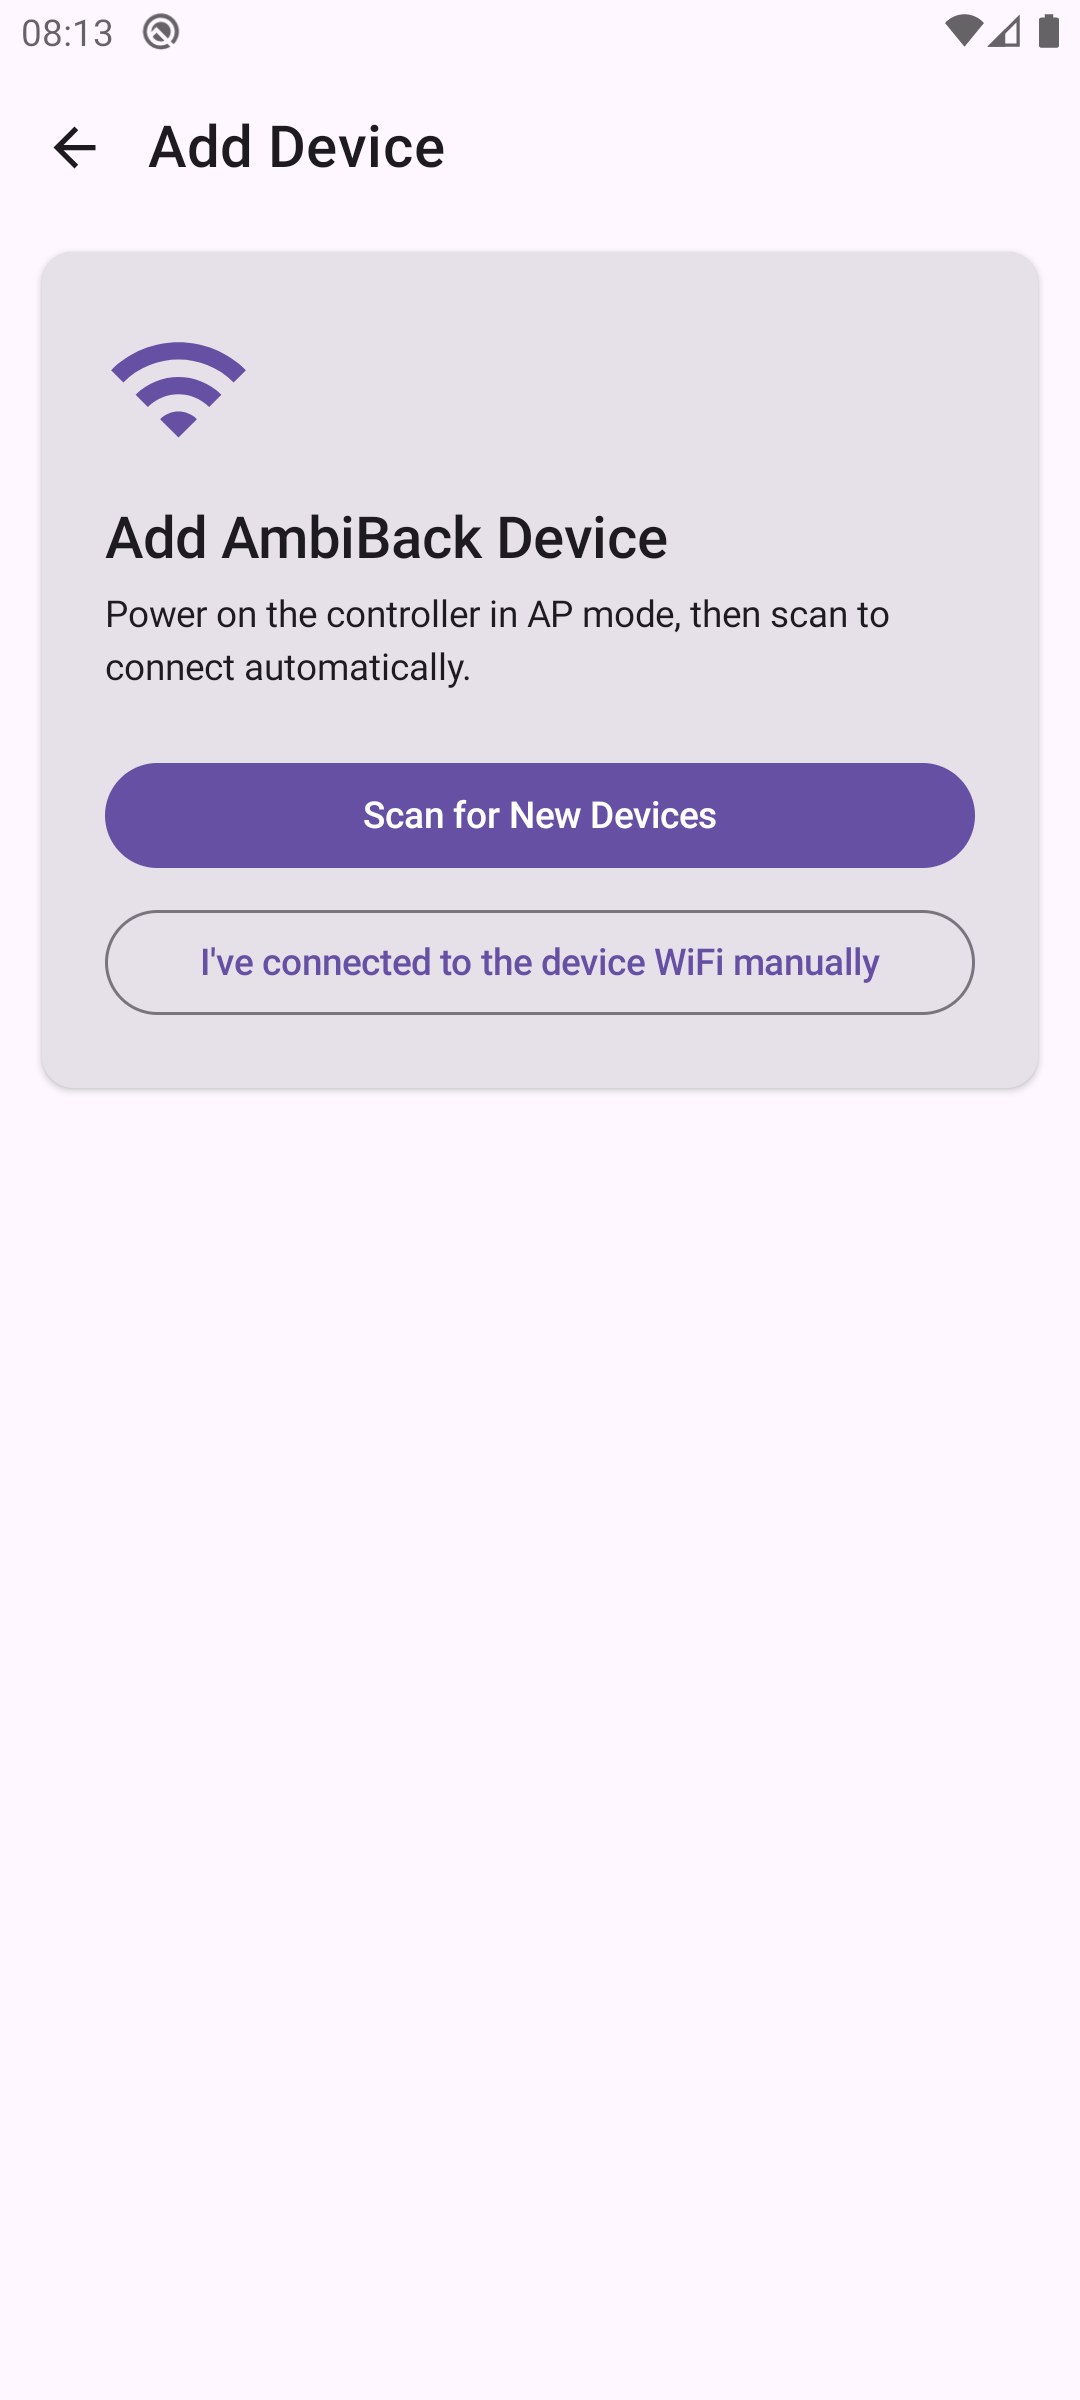 08:13
Add Device
Add AmbiBack Device
Power on the controller in AP mode, then scan to
connect automatically.
Scan for New Devices
I've connected to the device WiFi manually